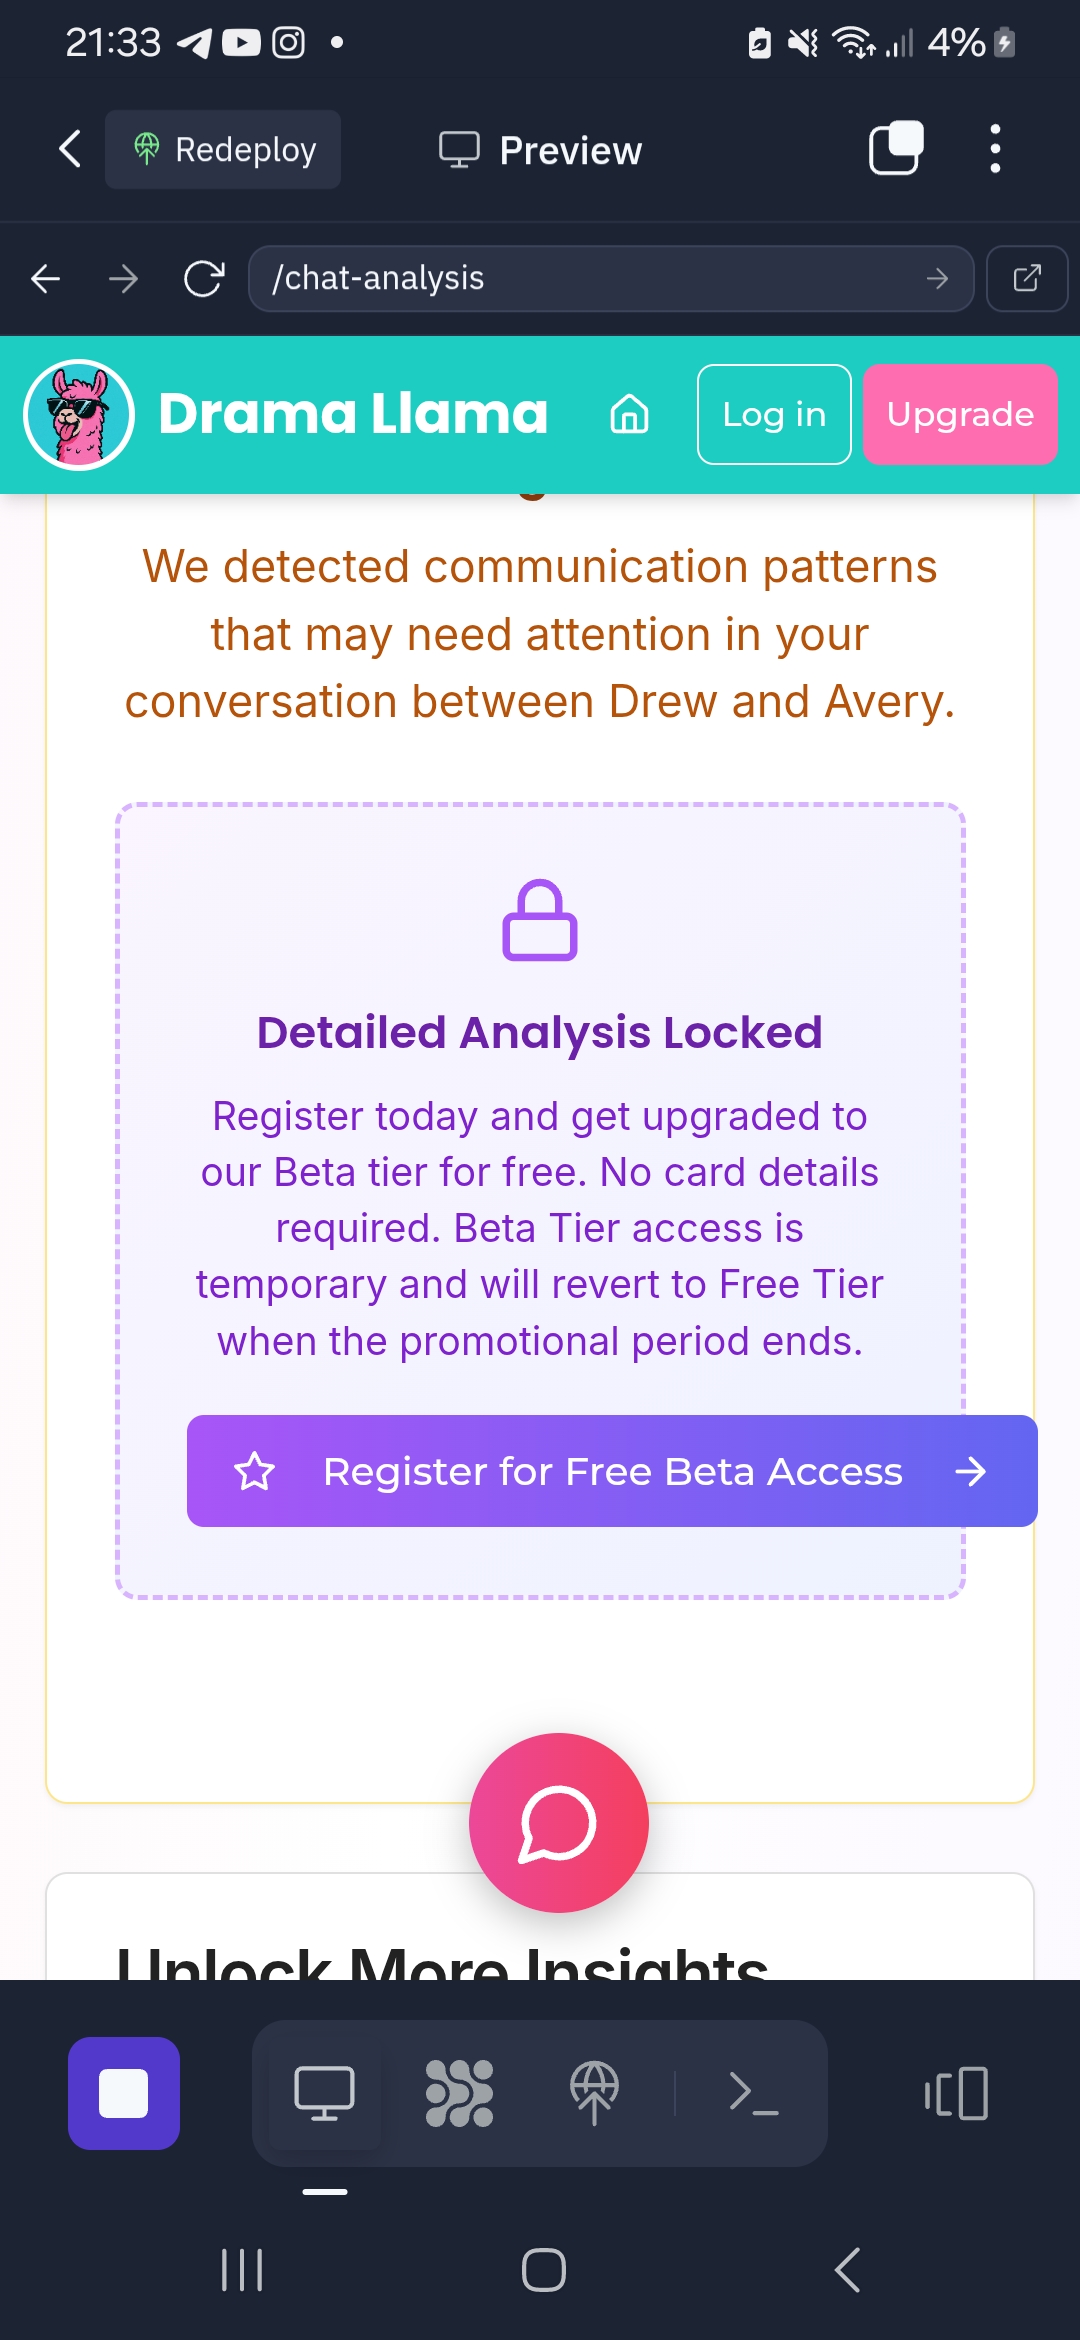 21:33
4%
Redeploy
Preview
/chat-analysis
Drama Llama
Log in
Upgrade
We detected communication patterns
that may need attention in your
conversation between Drew and Avery.
Detailed Analysis Locked
Register today and get upgraded to
our Beta tier for free. No card details
required. Beta Tier access is
temporary and will revert to Free Tier
when the promotional period ends.
Register for Free Beta Access
Unlock More Insights